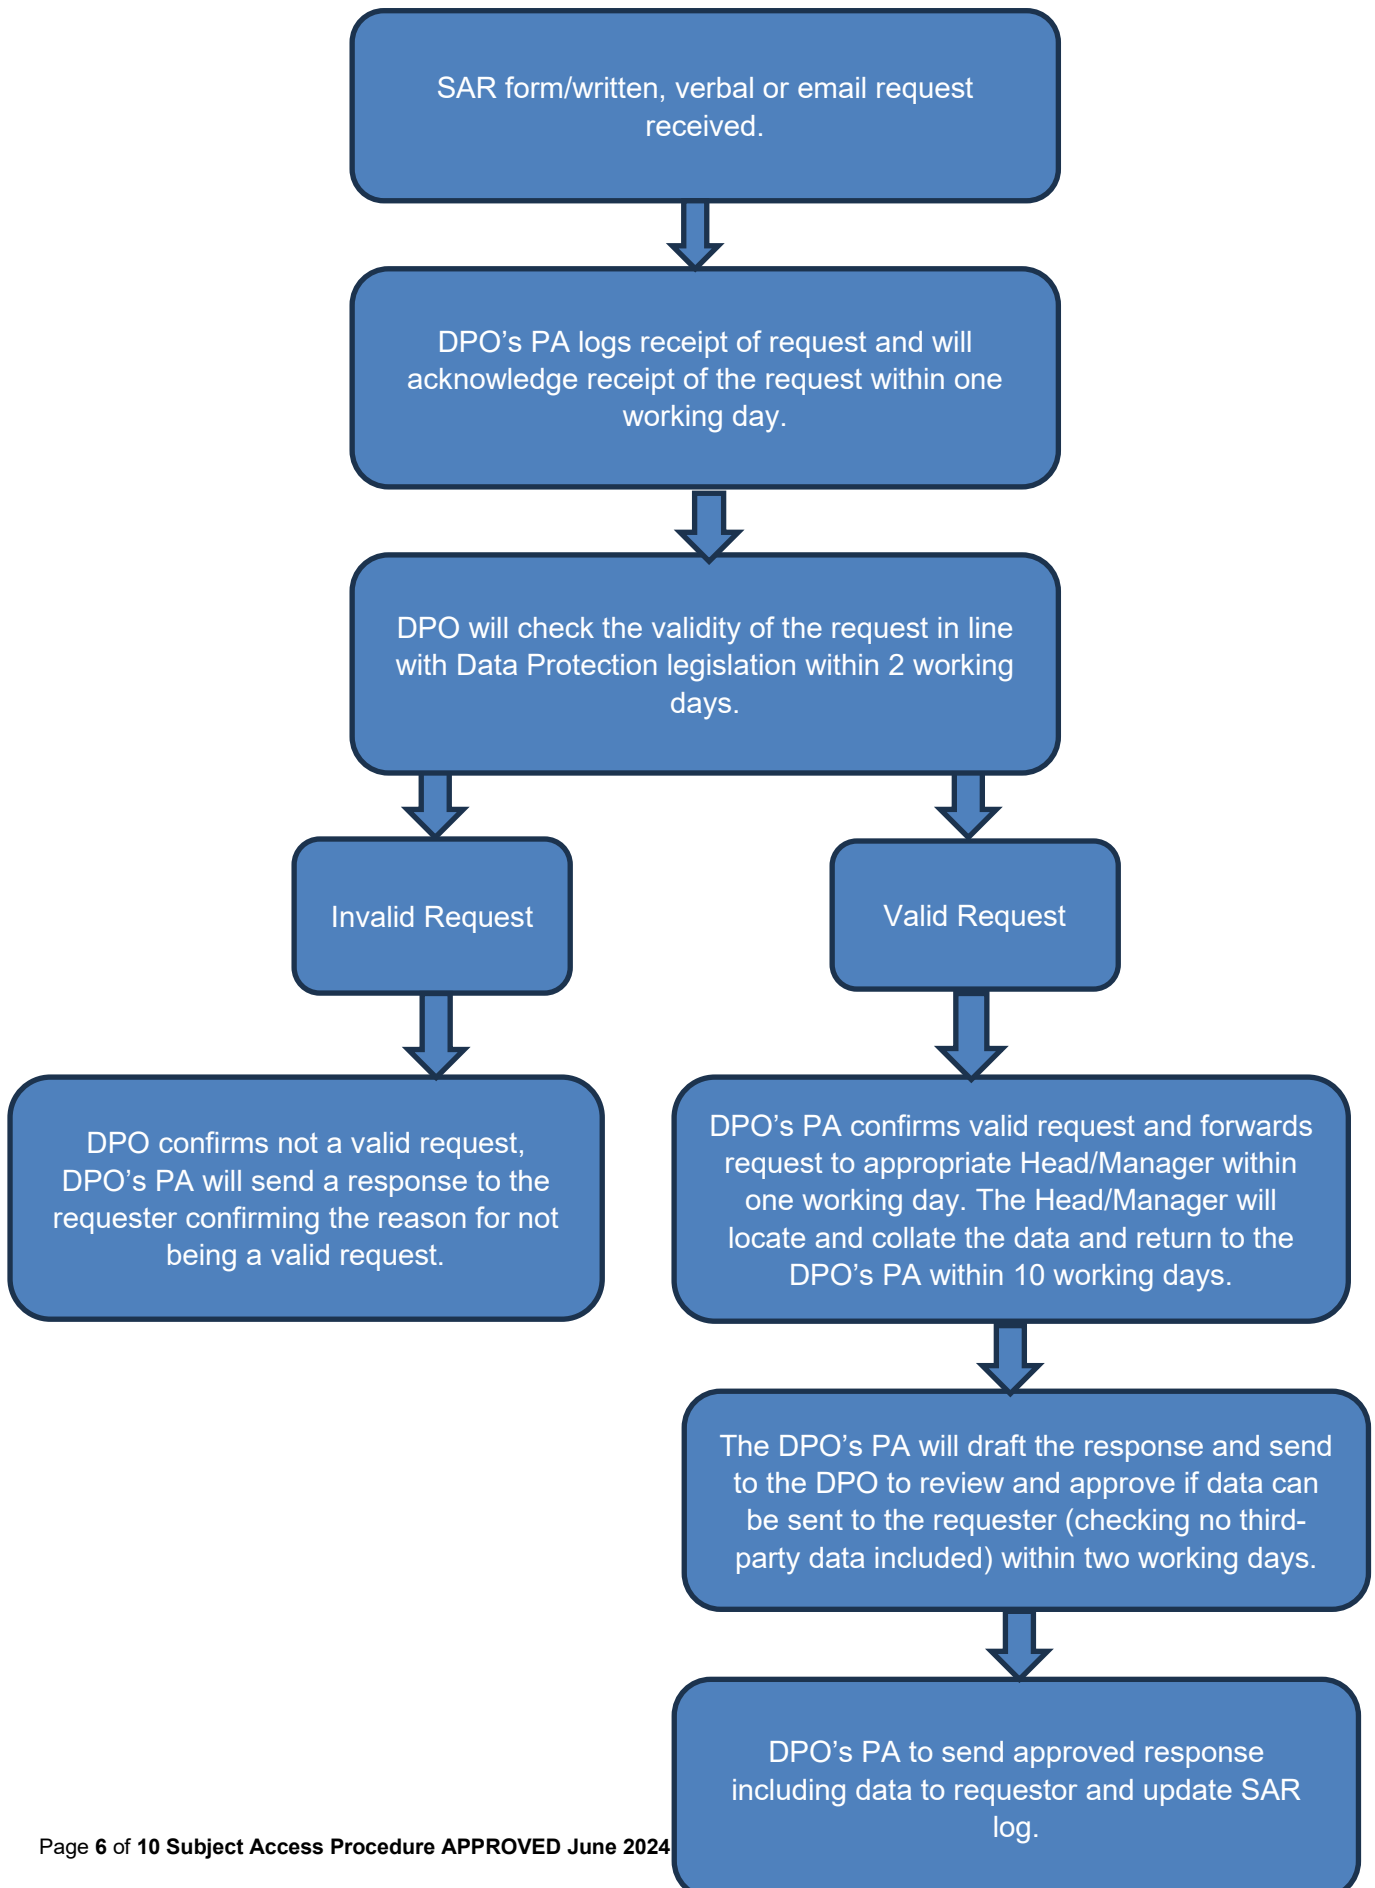 SAR form/written, verbal or email request
received.
DPO’s PA logs receipt of request and will
acknowledge receipt of the request within one
working day.
DPO will check the validity of the request in line
with Data Protection legislation within 2 working
days.
Invalid Request
Valid Request
DPO confirms not a valid request,
DPO’s PA will send a response to the
requester confirming the reason for not
being a valid request.
DPO’s PA confirms valid request and forwards
request to appropriate Head/Manager within
one working day. The Head/Manager will
locate and collate the data and return to the
DPO’s PA within 10 working days.
The DPO’s PA will draft the response and send
to the DPO to review and approve if data can
be sent to the requester (checking no third-
party data included) within two working days.
DPO’s PA to send approved response
including data to requestor and update SAR
log.
Page 6 of 10 Subject Access Procedure APPROVED June 2024